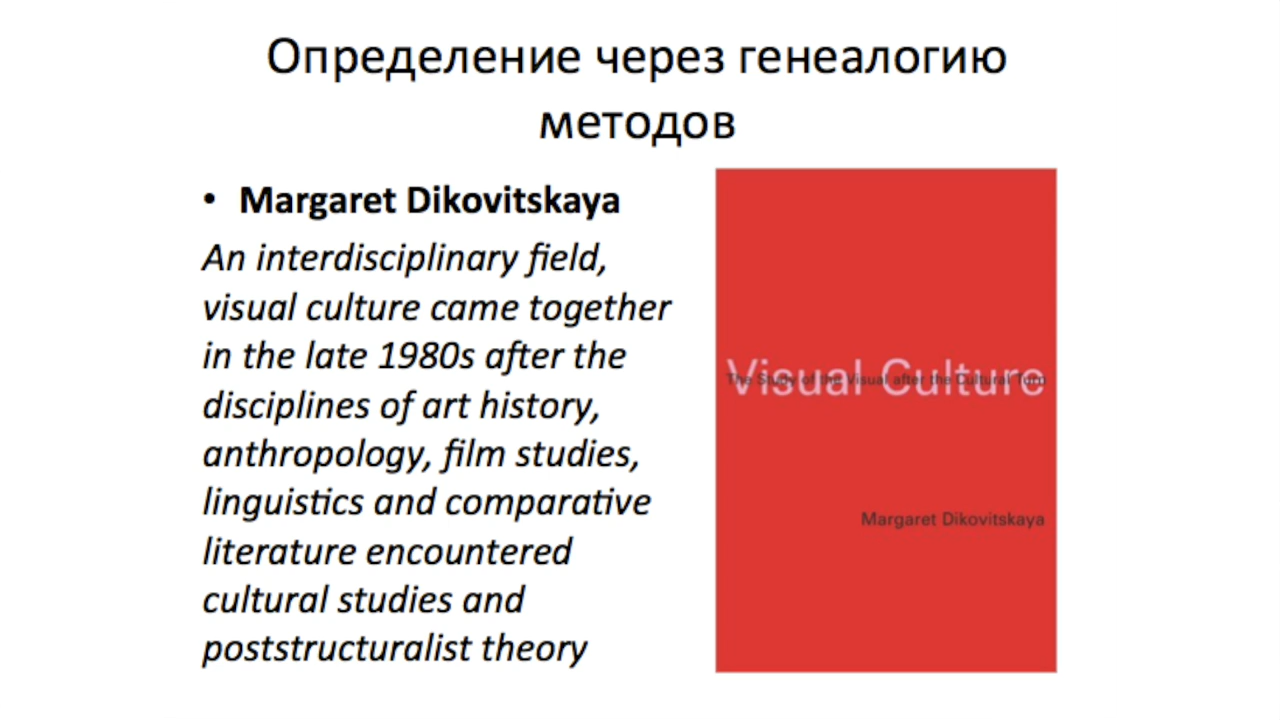 Определение через генеалогию
методов
• Margaret Dikovitskaya
An interdisciplinary field,
visual culture came together
in the late 1980s after the
disciplines of art history,
anthropology, film studies,
linguistics and comparative
literature encountered
cultural studies and
poststructuralist theory
Visual Culture
The Study of the Visual after the Cultural Turn
Margaret Dikovitskaya